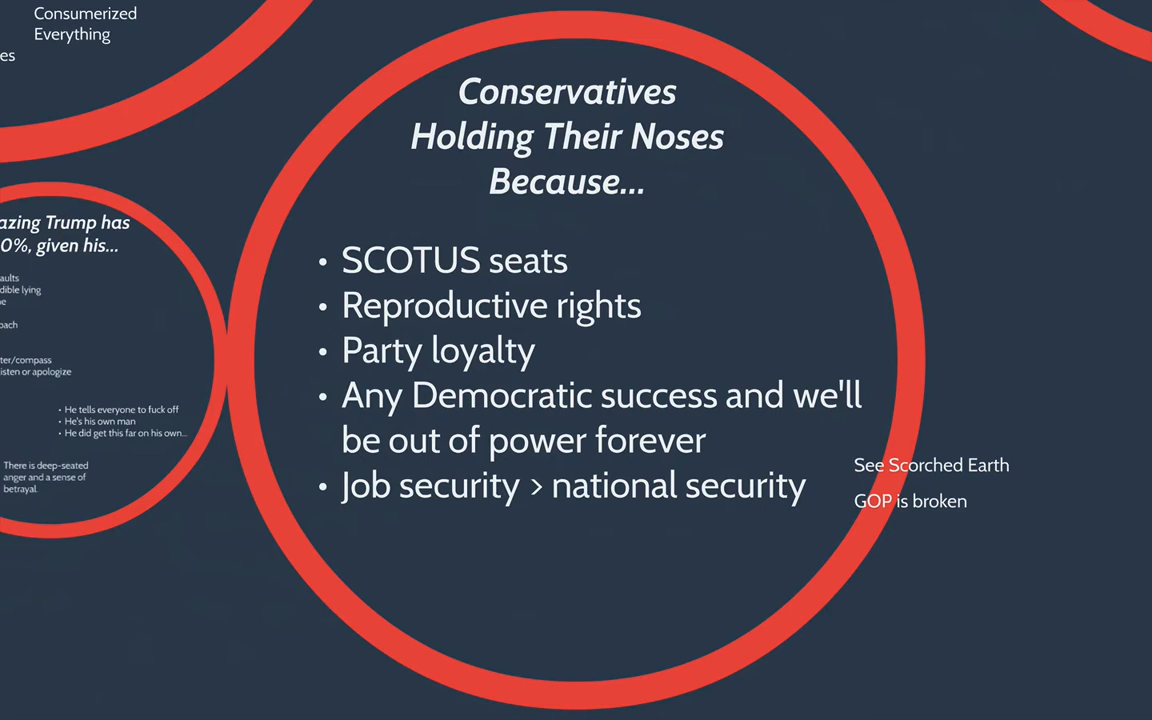 Consumerized
Everything
es
Conservatives
Holding Their Noses
Because...
• SCOTUS seats
• Reproductive rights
• Party loyalty
• Any Democratic success and we'll
be out of power forever
• Job security > national security
See Scorched Earth
GOP is broken
azing Trump has
0%, given his...
aults
dible lying
e
oach
ter/compass
isten or apologize
• He tells everyone to fuck off
• He's his own man
• He did get this far on his own...
There is deep-seated
anger and a sense of
betrayal.